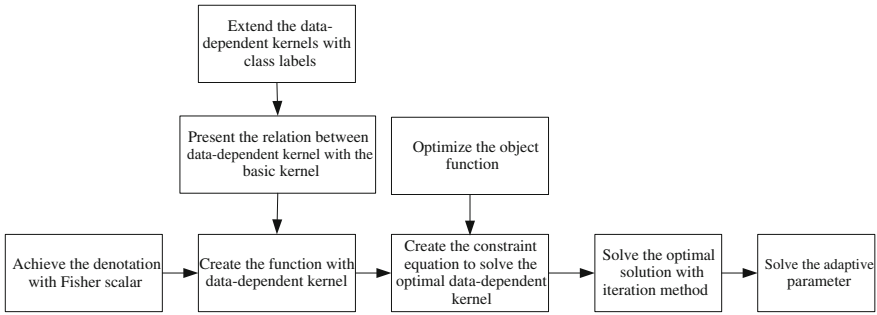 Extend the data-
dependent kernels with
class labels
Present the relation between
data-dependent kernel with the
basic kernel
Optimize the object
function
Achieve the denotation
with Fisher scalar
Create the function with
data-dependent kernel
Create the constraint
equation to solve the
optimal data-dependent
kernel
Solve the optimal
solution with
iteration method
Solve the adaptive
parameter